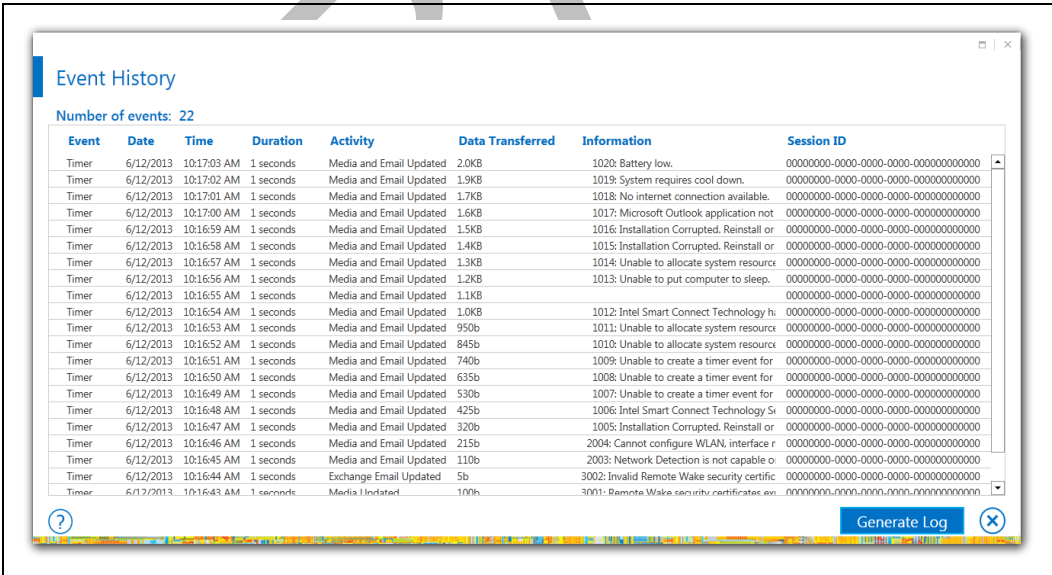 Event History
Number of events: 22
Event Date Time Duration Activity Data Transferred Information Session ID
Timer 6/12/2013 10:17:03 AM 1 seconds Media and Email Updated 2.0KB 1020: Battery low. 00000000-0000-0000-0000-000000000000
Timer 6/12/2013 10:17:02 AM 1 seconds Media and Email Updated 1.9KB 1019: System requires cool down. 00000000-0000-0000-0000-000000000000
Timer 6/12/2013 10:17:01 AM 1 seconds Media and Email Updated 1.7KB 1018: No internet connection available. 00000000-0000-0000-0000-000000000000
Timer 6/12/2013 10:17:00 AM 1 seconds Media and Email Updated 1.6KB 1017: Microsoft Outlook application not 00000000-0000-0000-0000-000000000000
Timer 6/12/2013 10:16:59 AM 1 seconds Media and Email Updated 1.5KB 1016: Installation Corrupted. Reinstall or 00000000-0000-0000-0000-000000000000
Timer 6/12/2013 10:16:58 AM 1 seconds Media and Email Updated 1.4KB 1015: Installation Corrupted. Reinstall or 00000000-0000-0000-0000-000000000000
Timer 6/12/2013 10:16:57 AM 1 seconds Media and Email Updated 1.3KB 1014: Unable to allocate system resource 00000000-0000-0000-0000-000000000000
Timer 6/12/2013 10:16:56 AM 1 seconds Media and Email Updated 1.2KB 1013: Unable to put computer to sleep. 00000000-0000-0000-0000-000000000000
Timer 6/12/2013 10:16:55 AM 1 seconds Media and Email Updated 1.1KB 00000000-0000-0000-0000-000000000000
Timer 6/12/2013 10:16:54 AM 1 seconds Media and Email Updated 1.0KB 1012: Intel Smart Connect Technology ha 00000000-0000-0000-0000-000000000000
Timer 6/12/2013 10:16:53 AM 1 seconds Media and Email Updated 950b 1011: Unable to allocate system resource 00000000-0000-0000-0000-000000000000
Timer 6/12/2013 10:16:52 AM 1 seconds Media and Email Updated 845b 1010: Unable to allocate system resource 00000000-0000-0000-0000-000000000000
Timer 6/12/2013 10:16:51 AM 1 seconds Media and Email Updated 740b 1009: Unable to create a timer event for 00000000-0000-0000-0000-000000000000
Timer 6/12/2013 10:16:50 AM 1 seconds Media and Email Updated 635b 1008: Unable to create a timer event for 00000000-0000-0000-0000-000000000000
Timer 6/12/2013 10:16:49 AM 1 seconds Media and Email Updated 530b 1007: Unable to create a timer event for 00000000-0000-0000-0000-000000000000
Timer 6/12/2013 10:16:48 AM 1 seconds Media and Email Updated 425b 1006: Intel Smart Connect Technology Se 00000000-0000-0000-0000-000000000000
Timer 6/12/2013 10:16:47 AM 1 seconds Media and Email Updated 320b 1005: Installation Corrupted. Reinstall or 00000000-0000-0000-0000-000000000000
Timer 6/12/2013 10:16:46 AM 1 seconds Media and Email Updated 215b 2004: Cannot configure WLAN, interface 00000000-0000-0000-0000-000000000000
Timer 6/12/2013 10:16:45 AM 1 seconds Media and Email Updated 110b 2003: Network Detection is not capable 00000000-0000-0000-0000-000000000000
Timer 6/12/2013 10:16:44 AM 1 seconds Exchange Email Updated 5b 3002: Invalid Remote Wake security certific 00000000-0000-0000-0000-000000000000
Timer 6/12/2013 10:16:43 AM 1 seconds Media Updated 100b 3001: Remote Wake security certificates 00000000-0000-0000-0000-000000000000
Generate Log